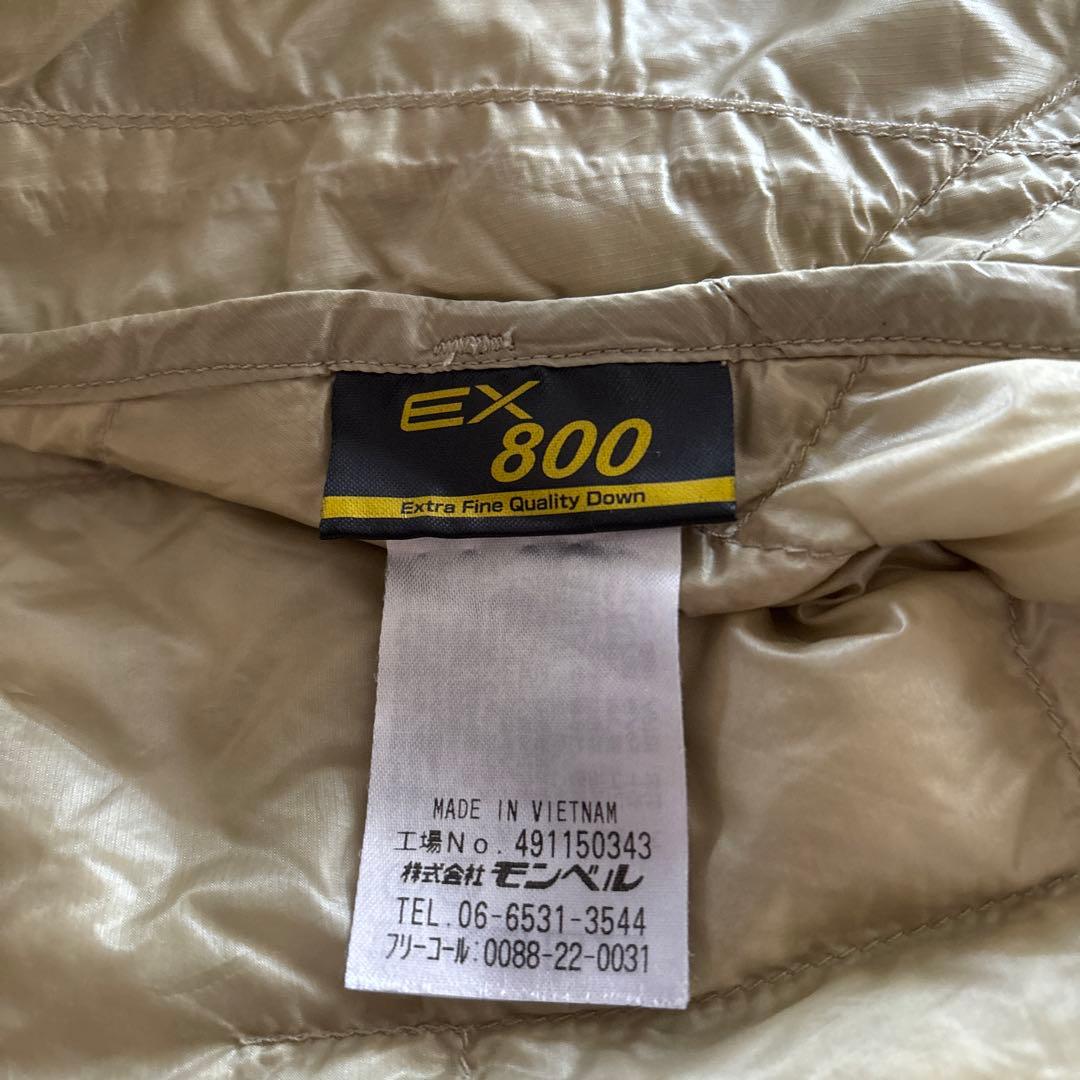 EX
800
Extra Fine Quality Down
MADE IN VIETNAM
工場No. 491150343
株式会社 モンベル
TEL. 06-6531-3544
フリーコール:0088-22-0031